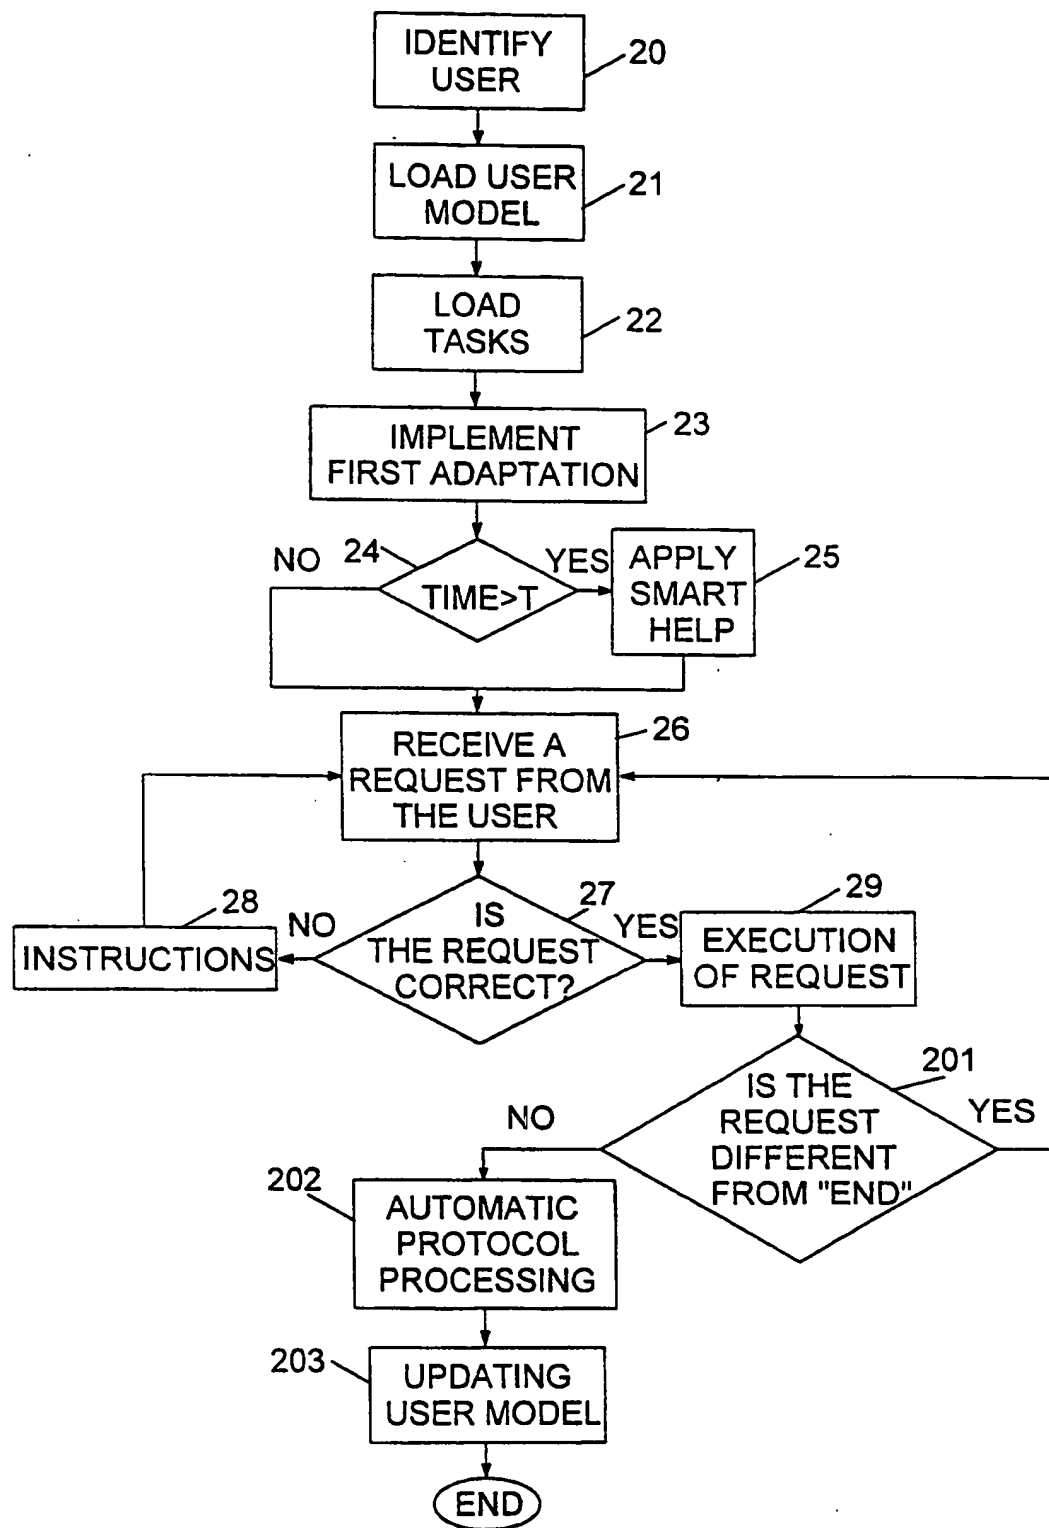 IDENTIFY
USER
20
LOAD USER
MODEL
21
LOAD
TASKS
22
IMPLEMENT
FIRST ADAPTATION
23
NO
24
YES
TIME>T
APPLY
SMART
HELP
25
RECEIVE A
REQUEST FROM
THE USER
26
28
INSTRUCTIONS
NO
IS
THE REQUEST
CORRECT?
27
YES
29
EXECUTION
OF REQUEST
201
IS THE
REQUEST
DIFFERENT
FROM "END"
YES
NO
202
AUTOMATIC
PROTOCOL
PROCESSING
203
UPDATING
USER MODEL
END